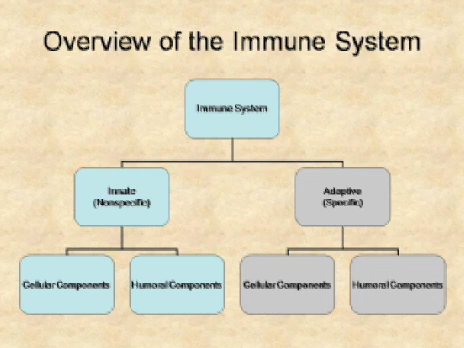 Overview of the Immune System
Immune System
Innate
(Nonspecific)
Adaptive
(Specific)
Cellular Components
Humoral Components
Cellular Components
Humoral Components